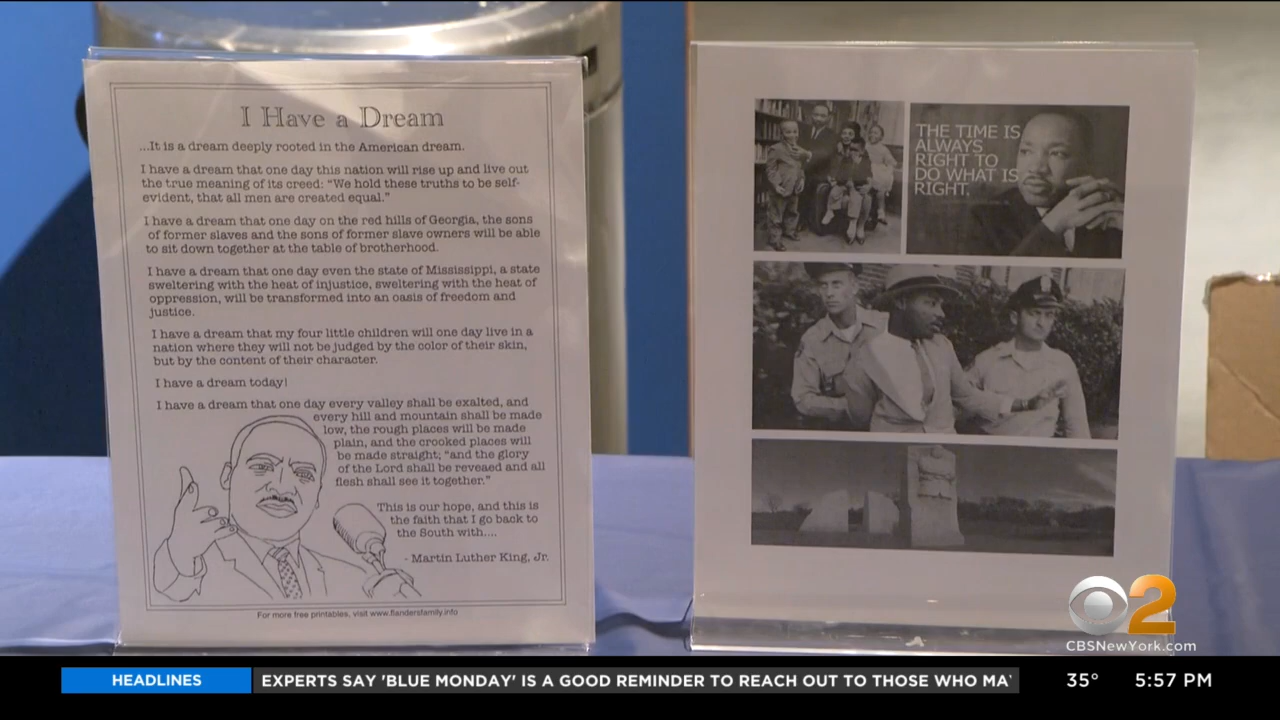 I Have a Dream
...It is a dream deeply rooted in the American dream.
I have a dream that one day this nation will rise up and live out
the true meaning of its creed: "We hold these truths to be self-
evident, that all men are created equal."
I have a dream that one day on the red hills of Georgia, the sons
of former slaves and the sons of former slave owners will be able
to sit down together at the table of brotherhood.
I have a dream that one day even the state of Mississippi, a state
sweltering with the heat of injustice, sweltering with the heat of
oppression, will be transformed into an oasis of freedom and
justice.
I have a dream that my four little children will one day live in a
nation where they will not be judged by the color of their skin,
but by the content of their character.
I have a dream today!
I have a dream that one day every valley shall be exalted, and
every hill and mountain shall be made
low, the rough places will be made
plain, and the crooked places will
be made straight; "and the glory
of the Lord shall be reveaed and all
flesh shall see it together."
This is our hope, and this is
the faith that I go back to
the South with....
- Martin Luther King, Jr.
For more free printables, visit www.flandersfamily.info
THE TIME IS
ALWAYS
RIGHT TO
DO WHAT IS
RIGHT.
2
CBSNewYork.com
HEADLINES
EXPERTS SAY 'BLUE MONDAY' IS A GOOD REMINDER TO REACH OUT TO THOSE WHO MAY
35° 5:57 PM